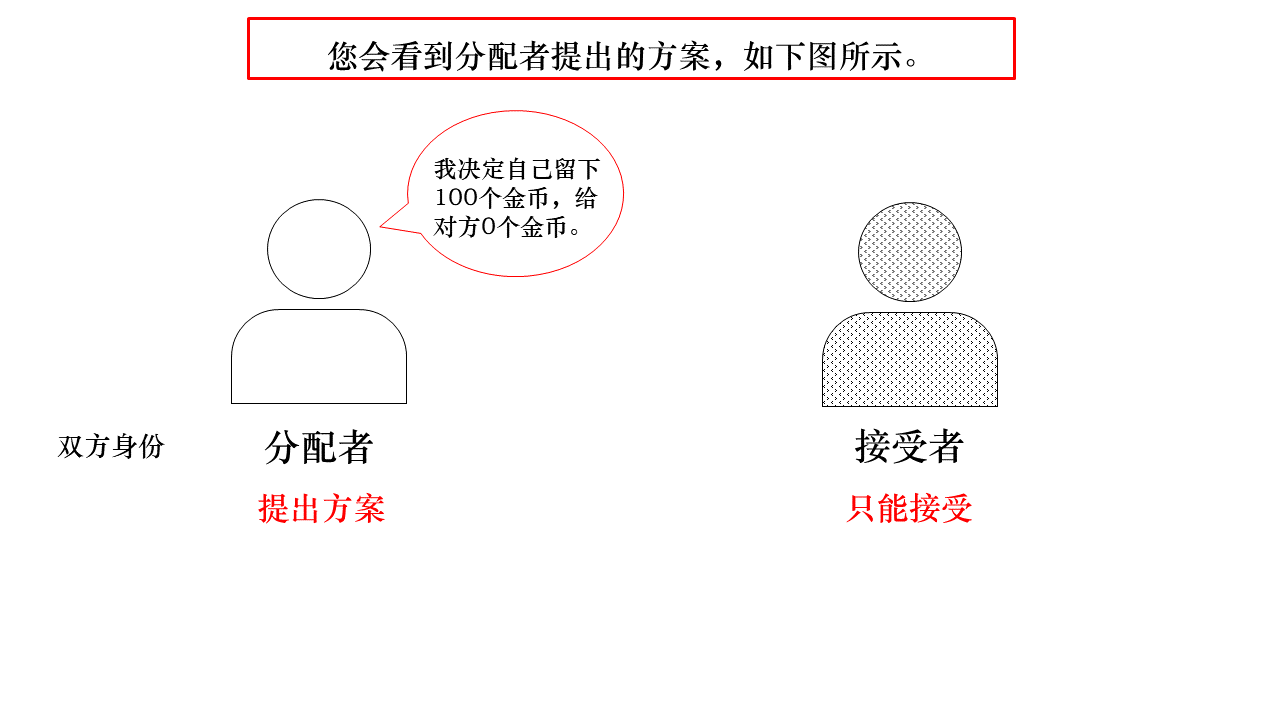 您会看到分配者提出的方案，如下图所示。
我决定自己留下
100个金币，给
对方0个金币。
双方身份
分配者
接受者
提出方案
只能接受